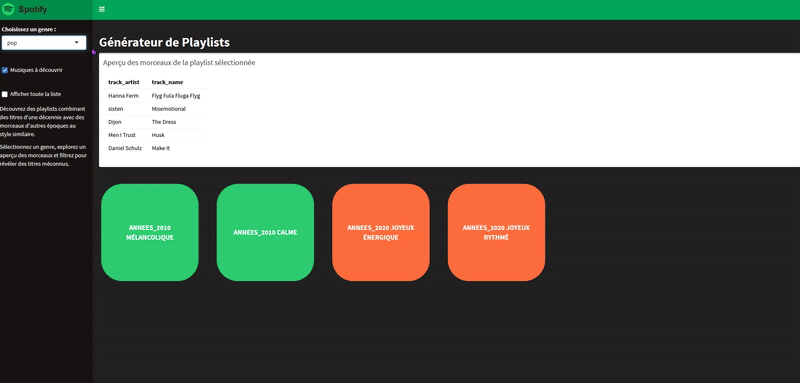 Spotify
Choisissez un genre :
pop
Musiques à découvrir
Afficher toute la liste
Découvrez des playlists combinant
des titres d'une décennie avec des
morceaux d'autres époques au
style similaire.
Sélectionnez un genre, explorez un
aperçu des morceaux et filtrez pour
révéler des titres méconnus.
Générateur de Playlists
Aperçu des morceaux de la playlist sélectionnée
track_artist track_name
Hanna Ferm Flyg Fula Fluga Flyg
sixten Misemotional
Dijon The Dress
Men I Trust Husk
Daniel Schulz Make It
ANNEES_2010
MÉLANCOLIQUE
ANNEES_2010 CALME
ANNEES_2020 JOYEUX
ÉNERGIQUE
ANNEES_2020 JOYEUX
RYTHMÉ